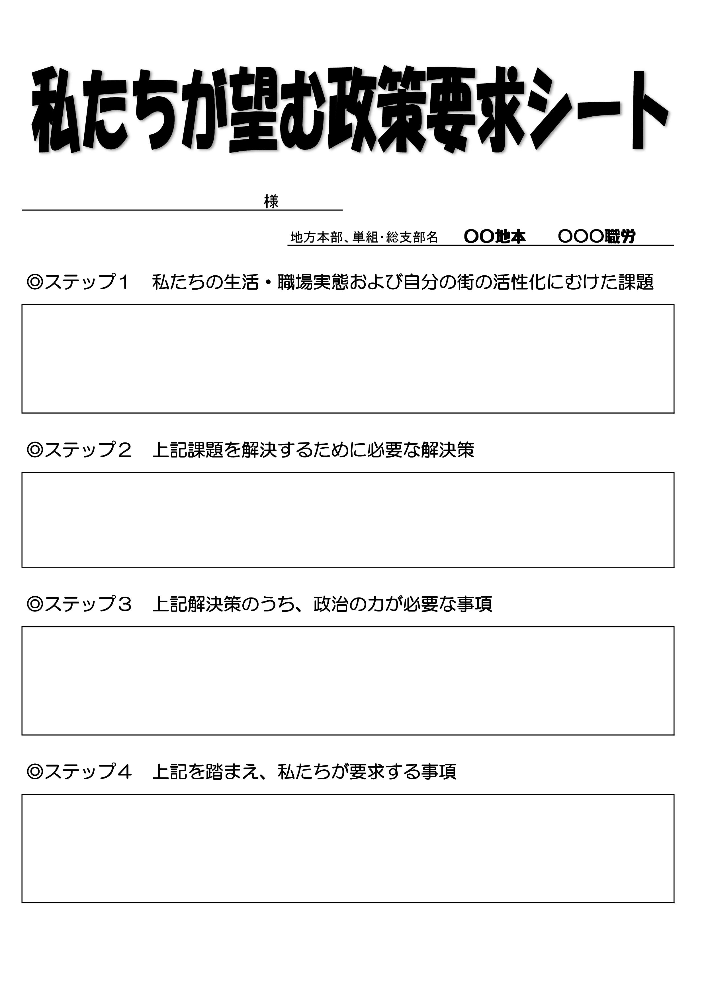 私たちが望む政策要求シート
様
地方本部、単組・総支部名　〇〇地本　〇〇〇職労
◎ステップ１　私たちの生活・職場実態および自分の街の活性化にむけた課題
◎ステップ２　上記課題を解決するために必要な解決策
◎ステップ３　上記解決策のうち、政治の力が必要な事項
◎ステップ４　上記を踏まえ、私たちが要求する事項